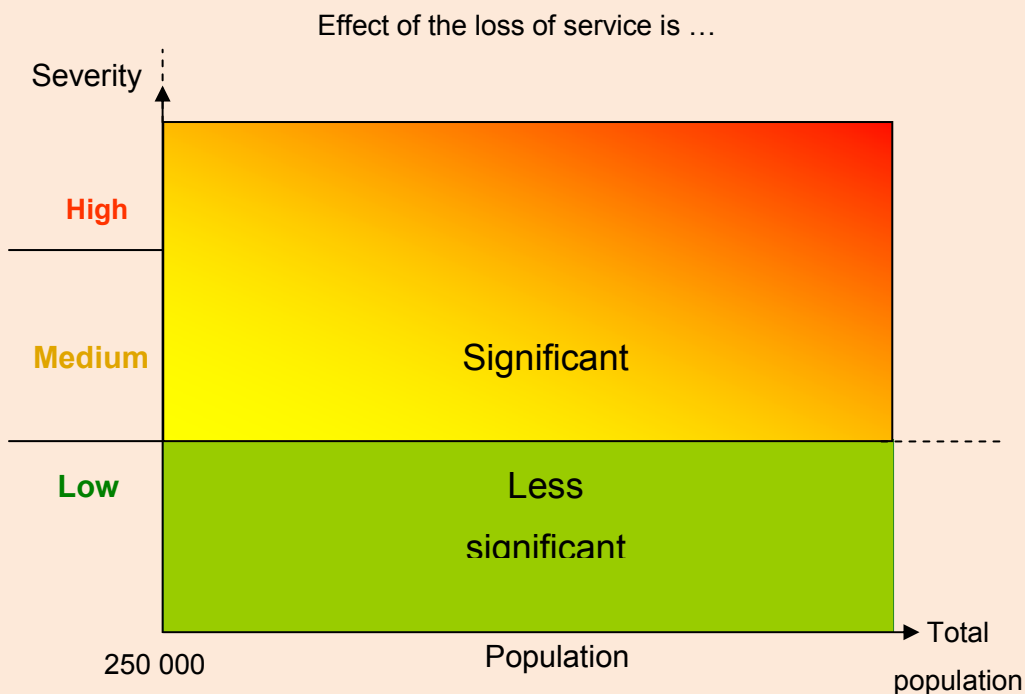 Effect of the loss of service is …
Severity
High
Medium
Significant
Low
Less
significant
Total
population
250 000
Population